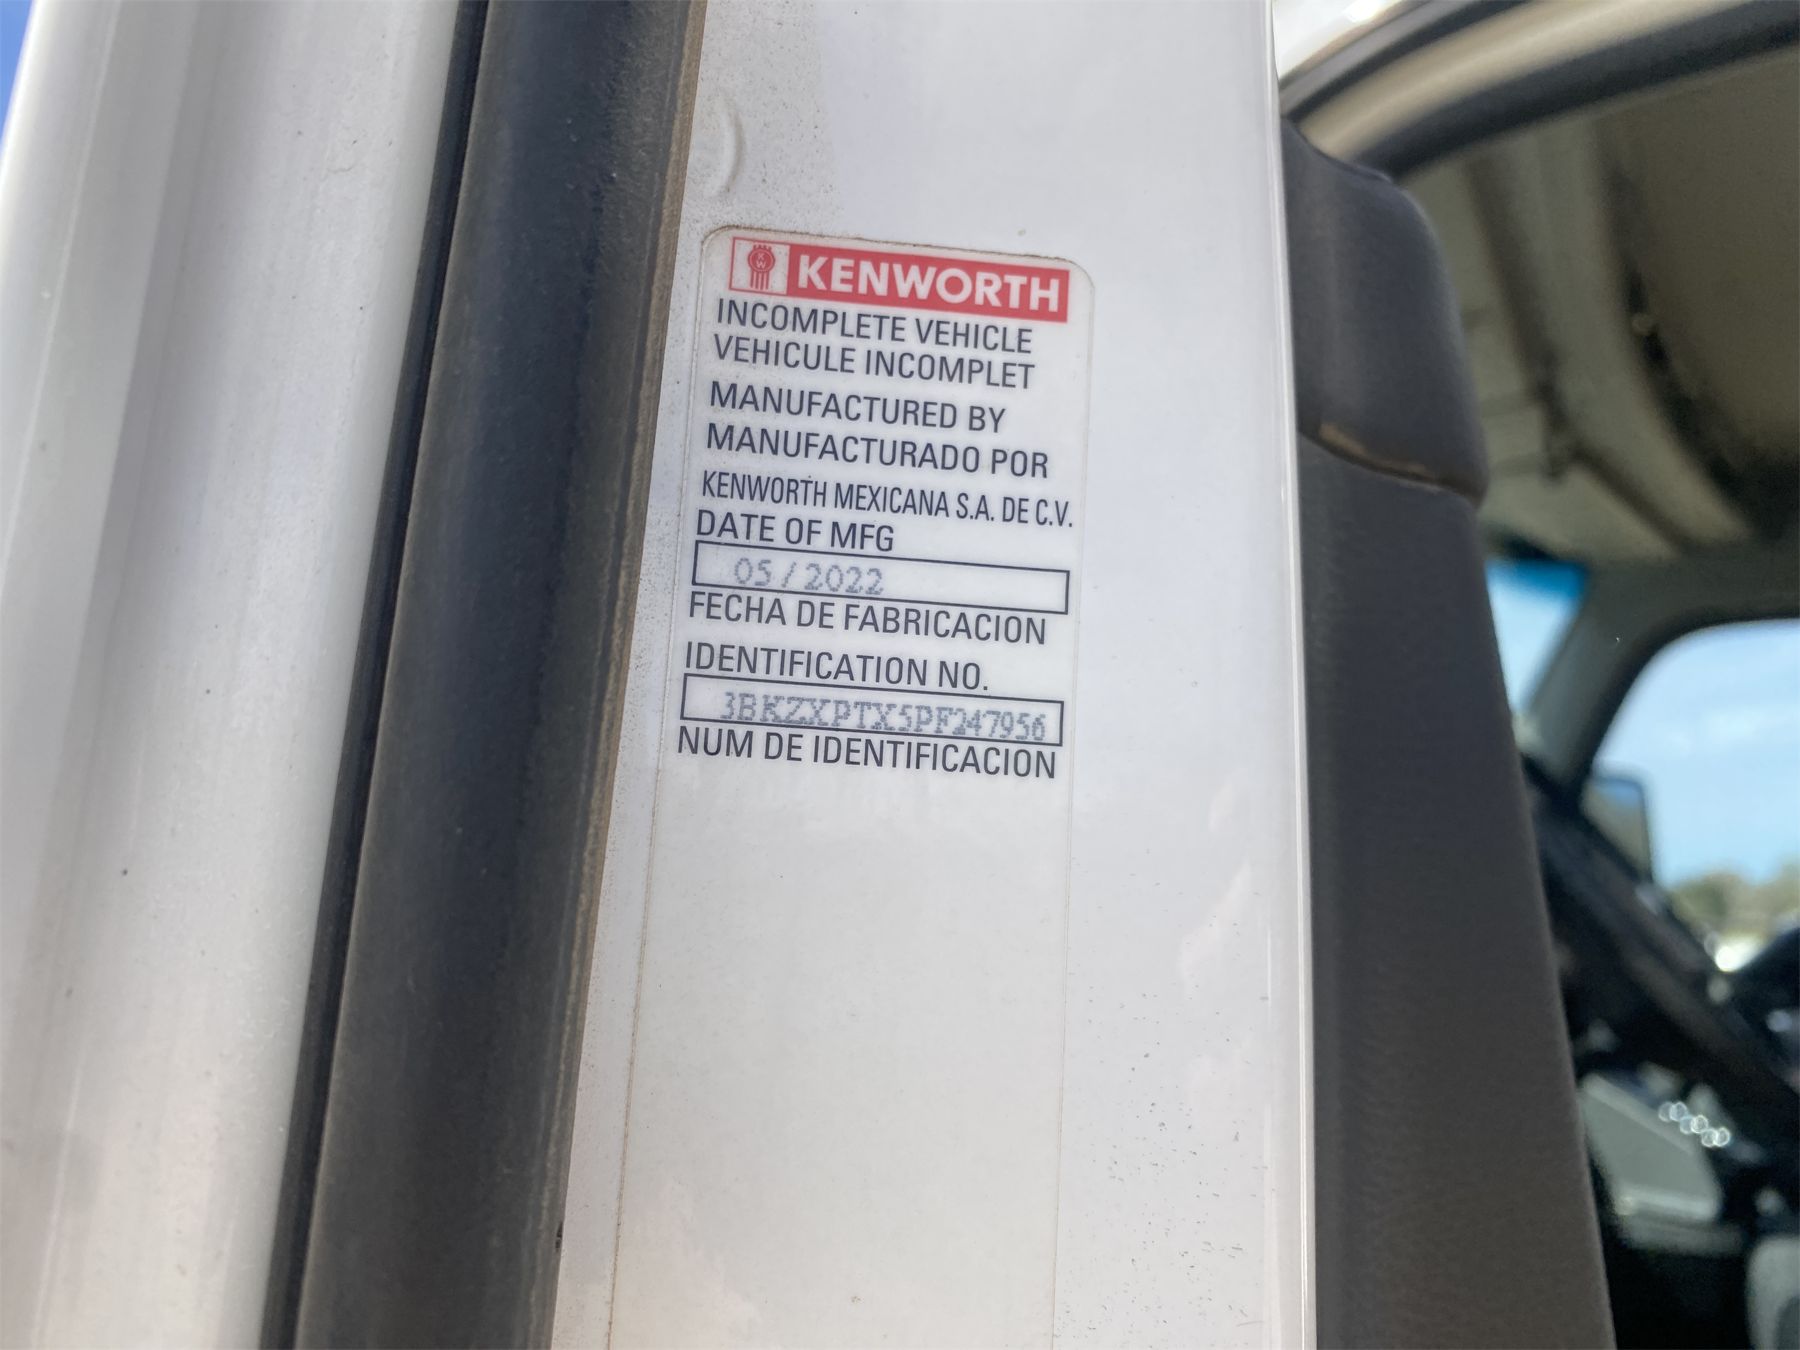 KW KENWORTH
INCOMPLETE VEHICLE
VEHICULE INCOMPLET
MANUFACTURED BY
MANUFACTURADO POR
KENWORTH MEXICANA S.A. DE C.V.
DATE OF MFG
05/2022
FECHA DE FABRICACION
IDENTIFICATION NO.
3BKZXPTX5PF247956
NUM DE IDENTIFICACION